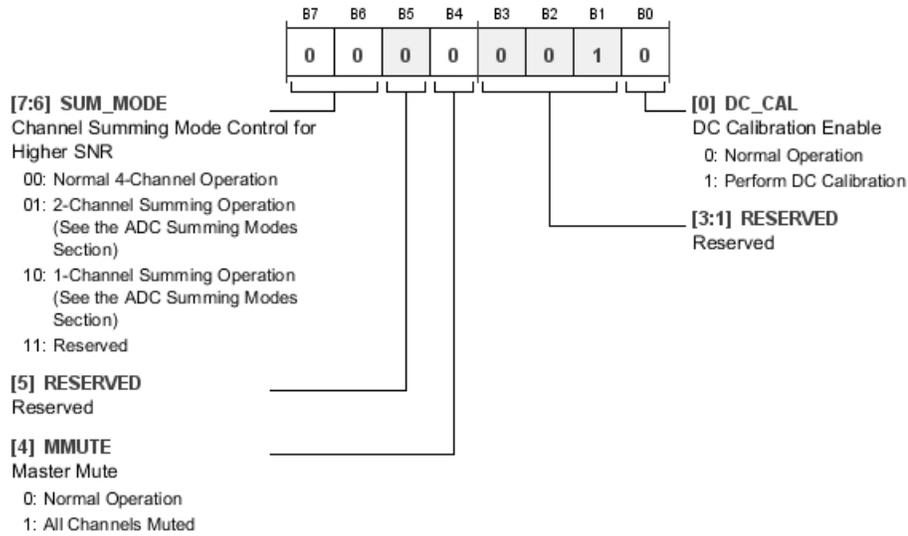 B7 B6 B5 B4 B3 B2 B1 B0
0 0 0 0 0 0 1 0
[7:6] SUM_MODE
Channel Summing Mode Control for
Higher SNR
00: Normal 4-Channel Operation
01: 2-Channel Summing Operation
(See the ADC Summing Modes
Section)
10: 1-Channel Summing Operation
(See the ADC Summing Modes
Section)
11: Reserved
[5] RESERVED
Reserved
[4] MMUTE
Master Mute
0: Normal Operation
1: All Channels Muted
[0] DC_CAL
DC Calibration Enable
0: Normal Operation
1: Perform DC Calibration
[3:1] RESERVED
Reserved